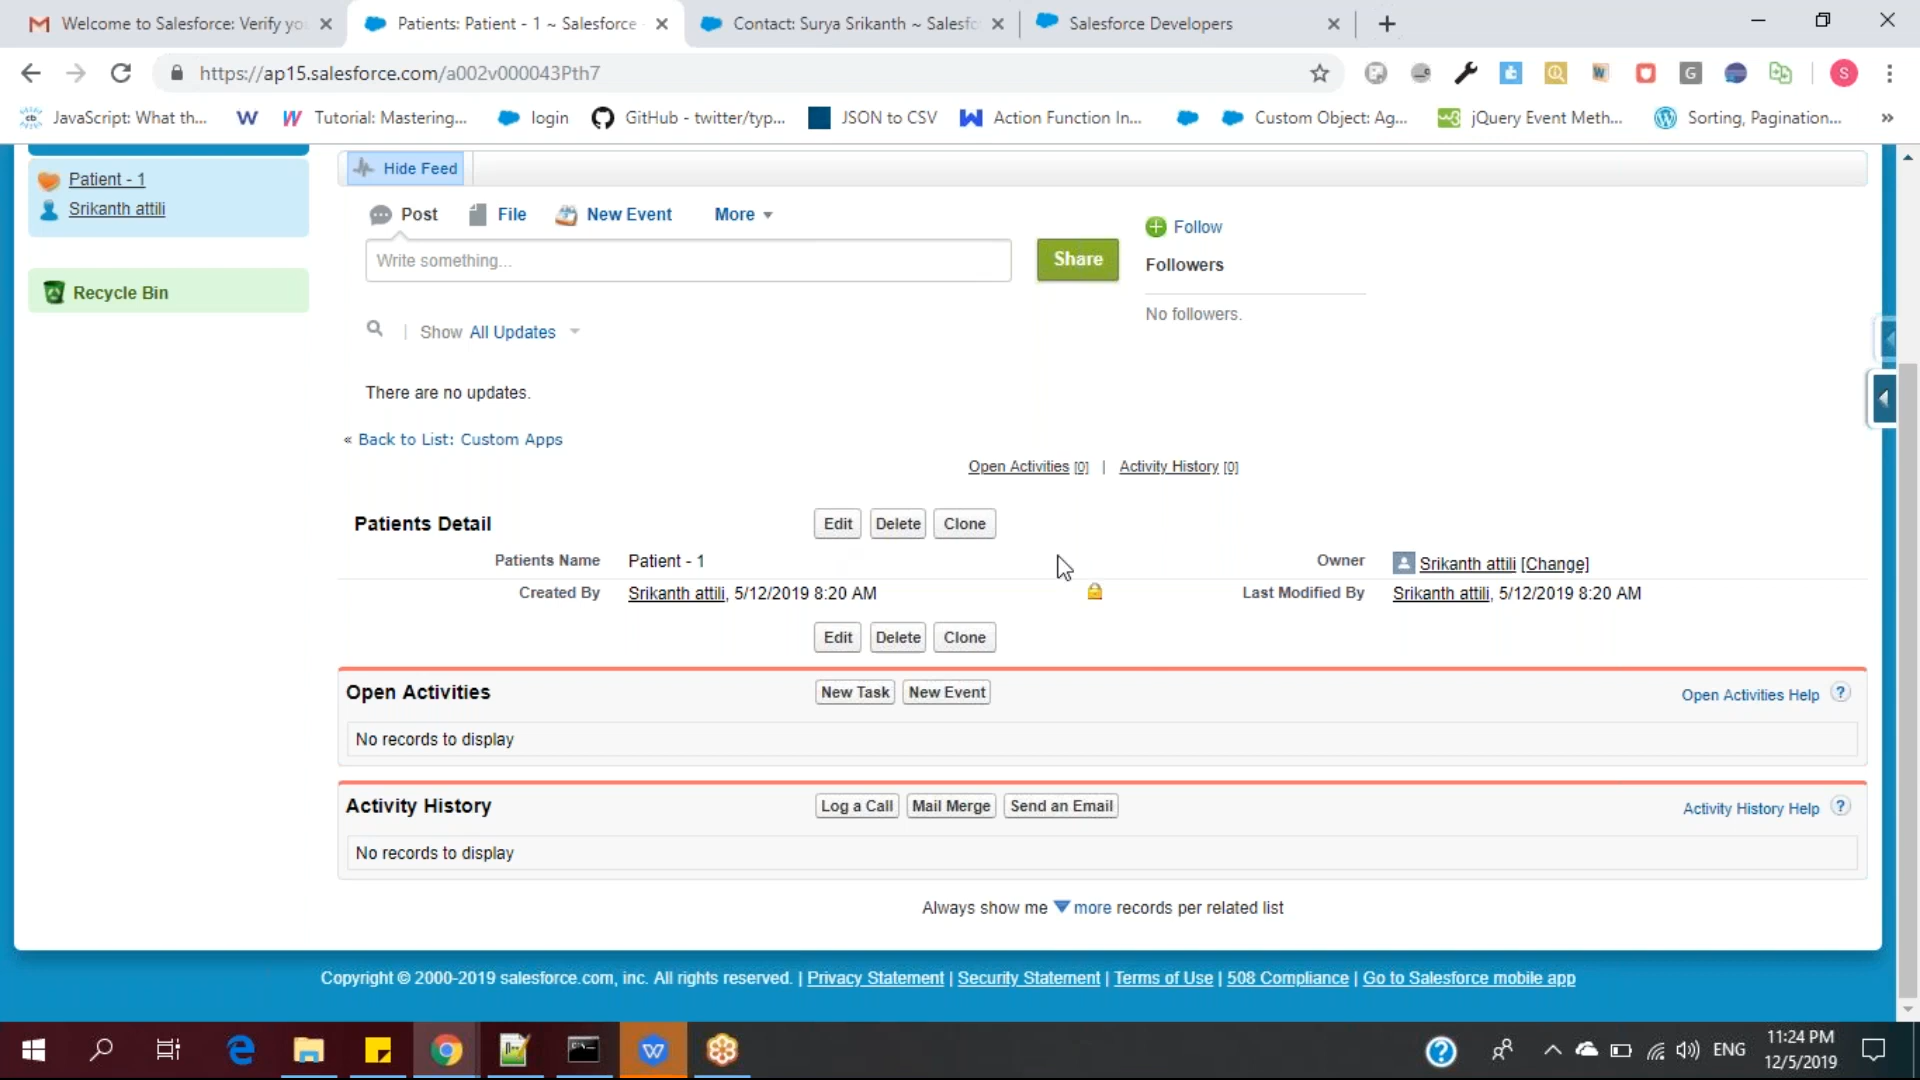 Welcome to Salesforce: Verify yo
Patients: Patient - 1 ~ Salesforce
Contact: Surya Srikanth ~ Salesfo
Salesforce Developers
https://ap15.salesforce.com/a002v000043Pth7
S
JavaScript: What th...
Tutorial: Mastering...
login
GitHub - twitter/typ...
JSON to CSV
Action Function In...
Custom Object: Ag...
jQuery Event Meth...
Sorting, Pagination...
»
Patient - 1
Srikanth attili
Recycle Bin
Hide Feed
Post
File
New Event
More
Write something...
Share
Follow
Followers
No followers.
Show All Updates
There are no updates.
« Back to List: Custom Apps
Open Activities [0] | Activity History [0]
Patients Detail
Edit
Delete
Clone
Patients Name
Patient - 1
Owner
Srikanth attili [Change]
Created By
Srikanth attili, 5/12/2019 8:20 AM
Last Modified By
Srikanth attili, 5/12/2019 8:20 AM
Edit
Delete
Clone
Open Activities
New Task
New Event
Open Activities Help ?
No records to display
Activity History
Log a Call
Mail Merge
Send an Email
Activity History Help ?
No records to display
Always show me more records per related list
Copyright © 2000-2019 salesforce.com, inc. All rights reserved. | Privacy Statement | Security Statement | Terms of Use | 508 Compliance | Go to Salesforce mobile app
ENG
11:24 PM
12/5/2019